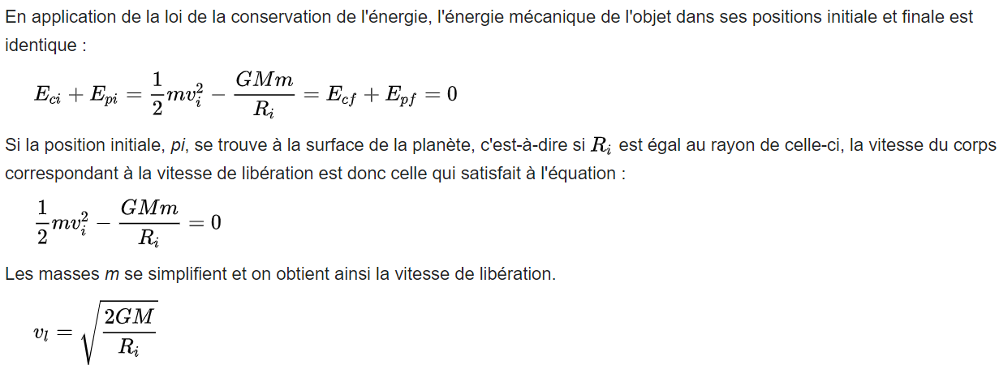 En application de la loi de la conservation de l'énergie, l'énergie mécanique de l'objet dans ses positions initiale et finale est
identique :
E_{ci} + E_{pi} = \frac{1}{2}mv_i^2 - \frac{GMm}{R_i} = E_{cf} + E_{pf} = 0
Si la position initiale, pi, se trouve à la surface de la planète, c'est-à-dire si R_i est égal au rayon de celle-ci, la vitesse du corps
correspondant à la vitesse de libération est donc celle qui satisfait à l'équation :
\frac{1}{2}mv_i^2 - \frac{GMm}{R_i} = 0
Les masses m se simplifient et on obtient ainsi la vitesse de libération.
v_l = \sqrt{\frac{2GM}{R_i}}